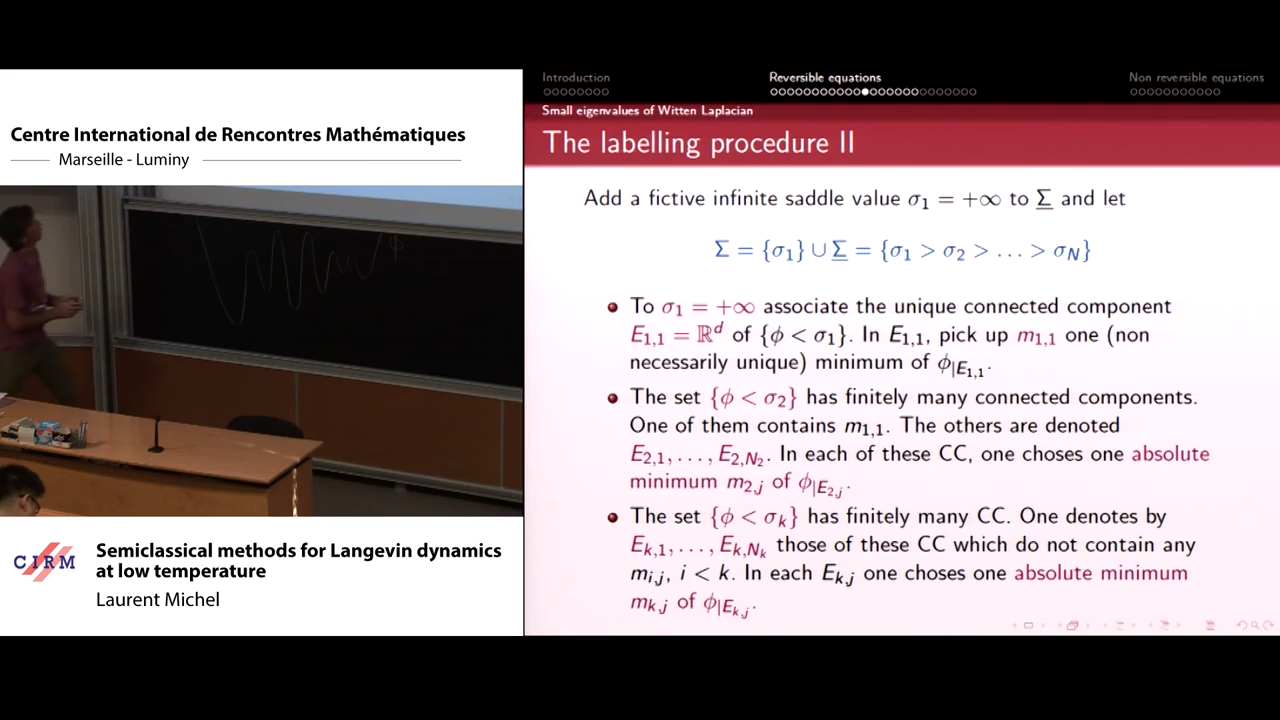 Centre International de Rencontres Mathématiques
Marseille - Luminy
CIRM
Semiclassical methods for Langevin dynamics
at low temperature
Laurent Michel
Introduction
Reversible equations
Non reversible equations
Small eigenvalues of Witten Laplacian
The labelling procedure II
Add a fictive infinite saddle value σ₁ = +∞ to Σ̲ and let
Σ = {σ₁} ∪ Σ̲ = {σ₁ > σ₂ > … > σ_N}
• To σ₁ = +∞ associate the unique connected component
E₁,₁ = ℝᵈ of {ϕ < σ₁}. In E₁,₁, pick up m₁,₁ one (non
necessarily unique) minimum of ϕ|E₁,₁.
• The set {ϕ < σ₂} has finitely many connected components.
One of them contains m₁,₁. The others are denoted
E₂,₁, …, E₂,N₂. In each of these CC, one choses one absolute
minimum m₂,ⱼ of ϕ|E₂,ⱼ.
• The set {ϕ < σₖ} has finitely many CC. One denotes by
Eₖ,₁, …, Eₖ,Nₖ those of these CC which do not contain any
mᵢ,ⱼ, i < k. In each Eₖ,ⱼ one choses one absolute minimum
mₖ,ⱼ of ϕ|Eₖ,ⱼ.
ϕ